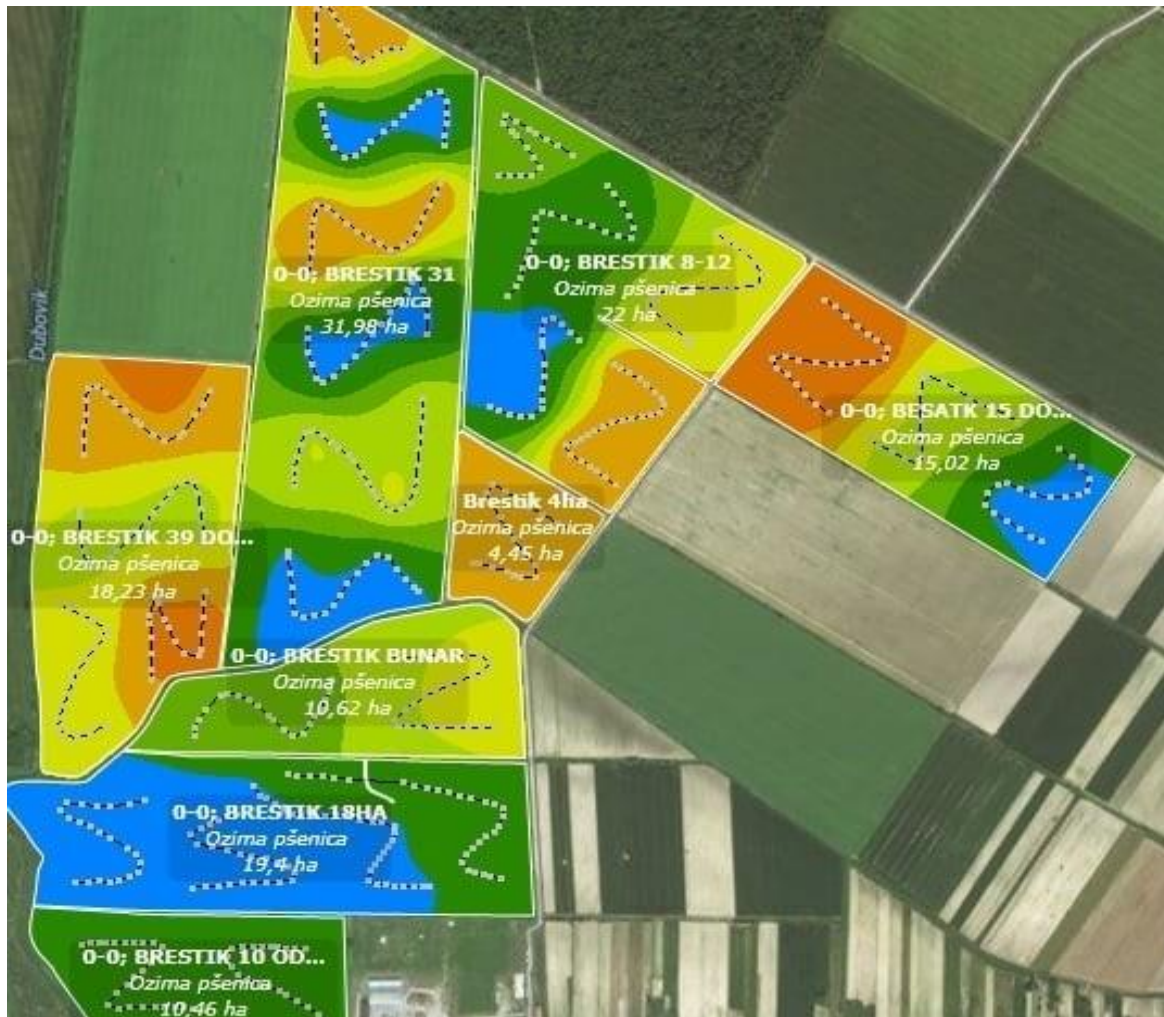 0-0; BRESTIK 31
Ozima pšenica
31,98 ha
0-0; BRESTIK 8-12
Ozima pšenica
22 ha
Dubovik
0-0; BESATK 15 DO...
Ozima pšenica
15,02 ha
Brestik 4ha
Ozima pšenica
4,45 ha
0-0; BRESTIK 39 DO...
Ozima pšenica
18,23 ha
0-0; BRESTIK BUNAR
Ozima pšenica
10,62 ha
0-0; BRESTIK 18HA
Ozima pšenica
19,4 ha
0-0; BRESTIK 10 OD...
Ozima pšenica
10,46 ha